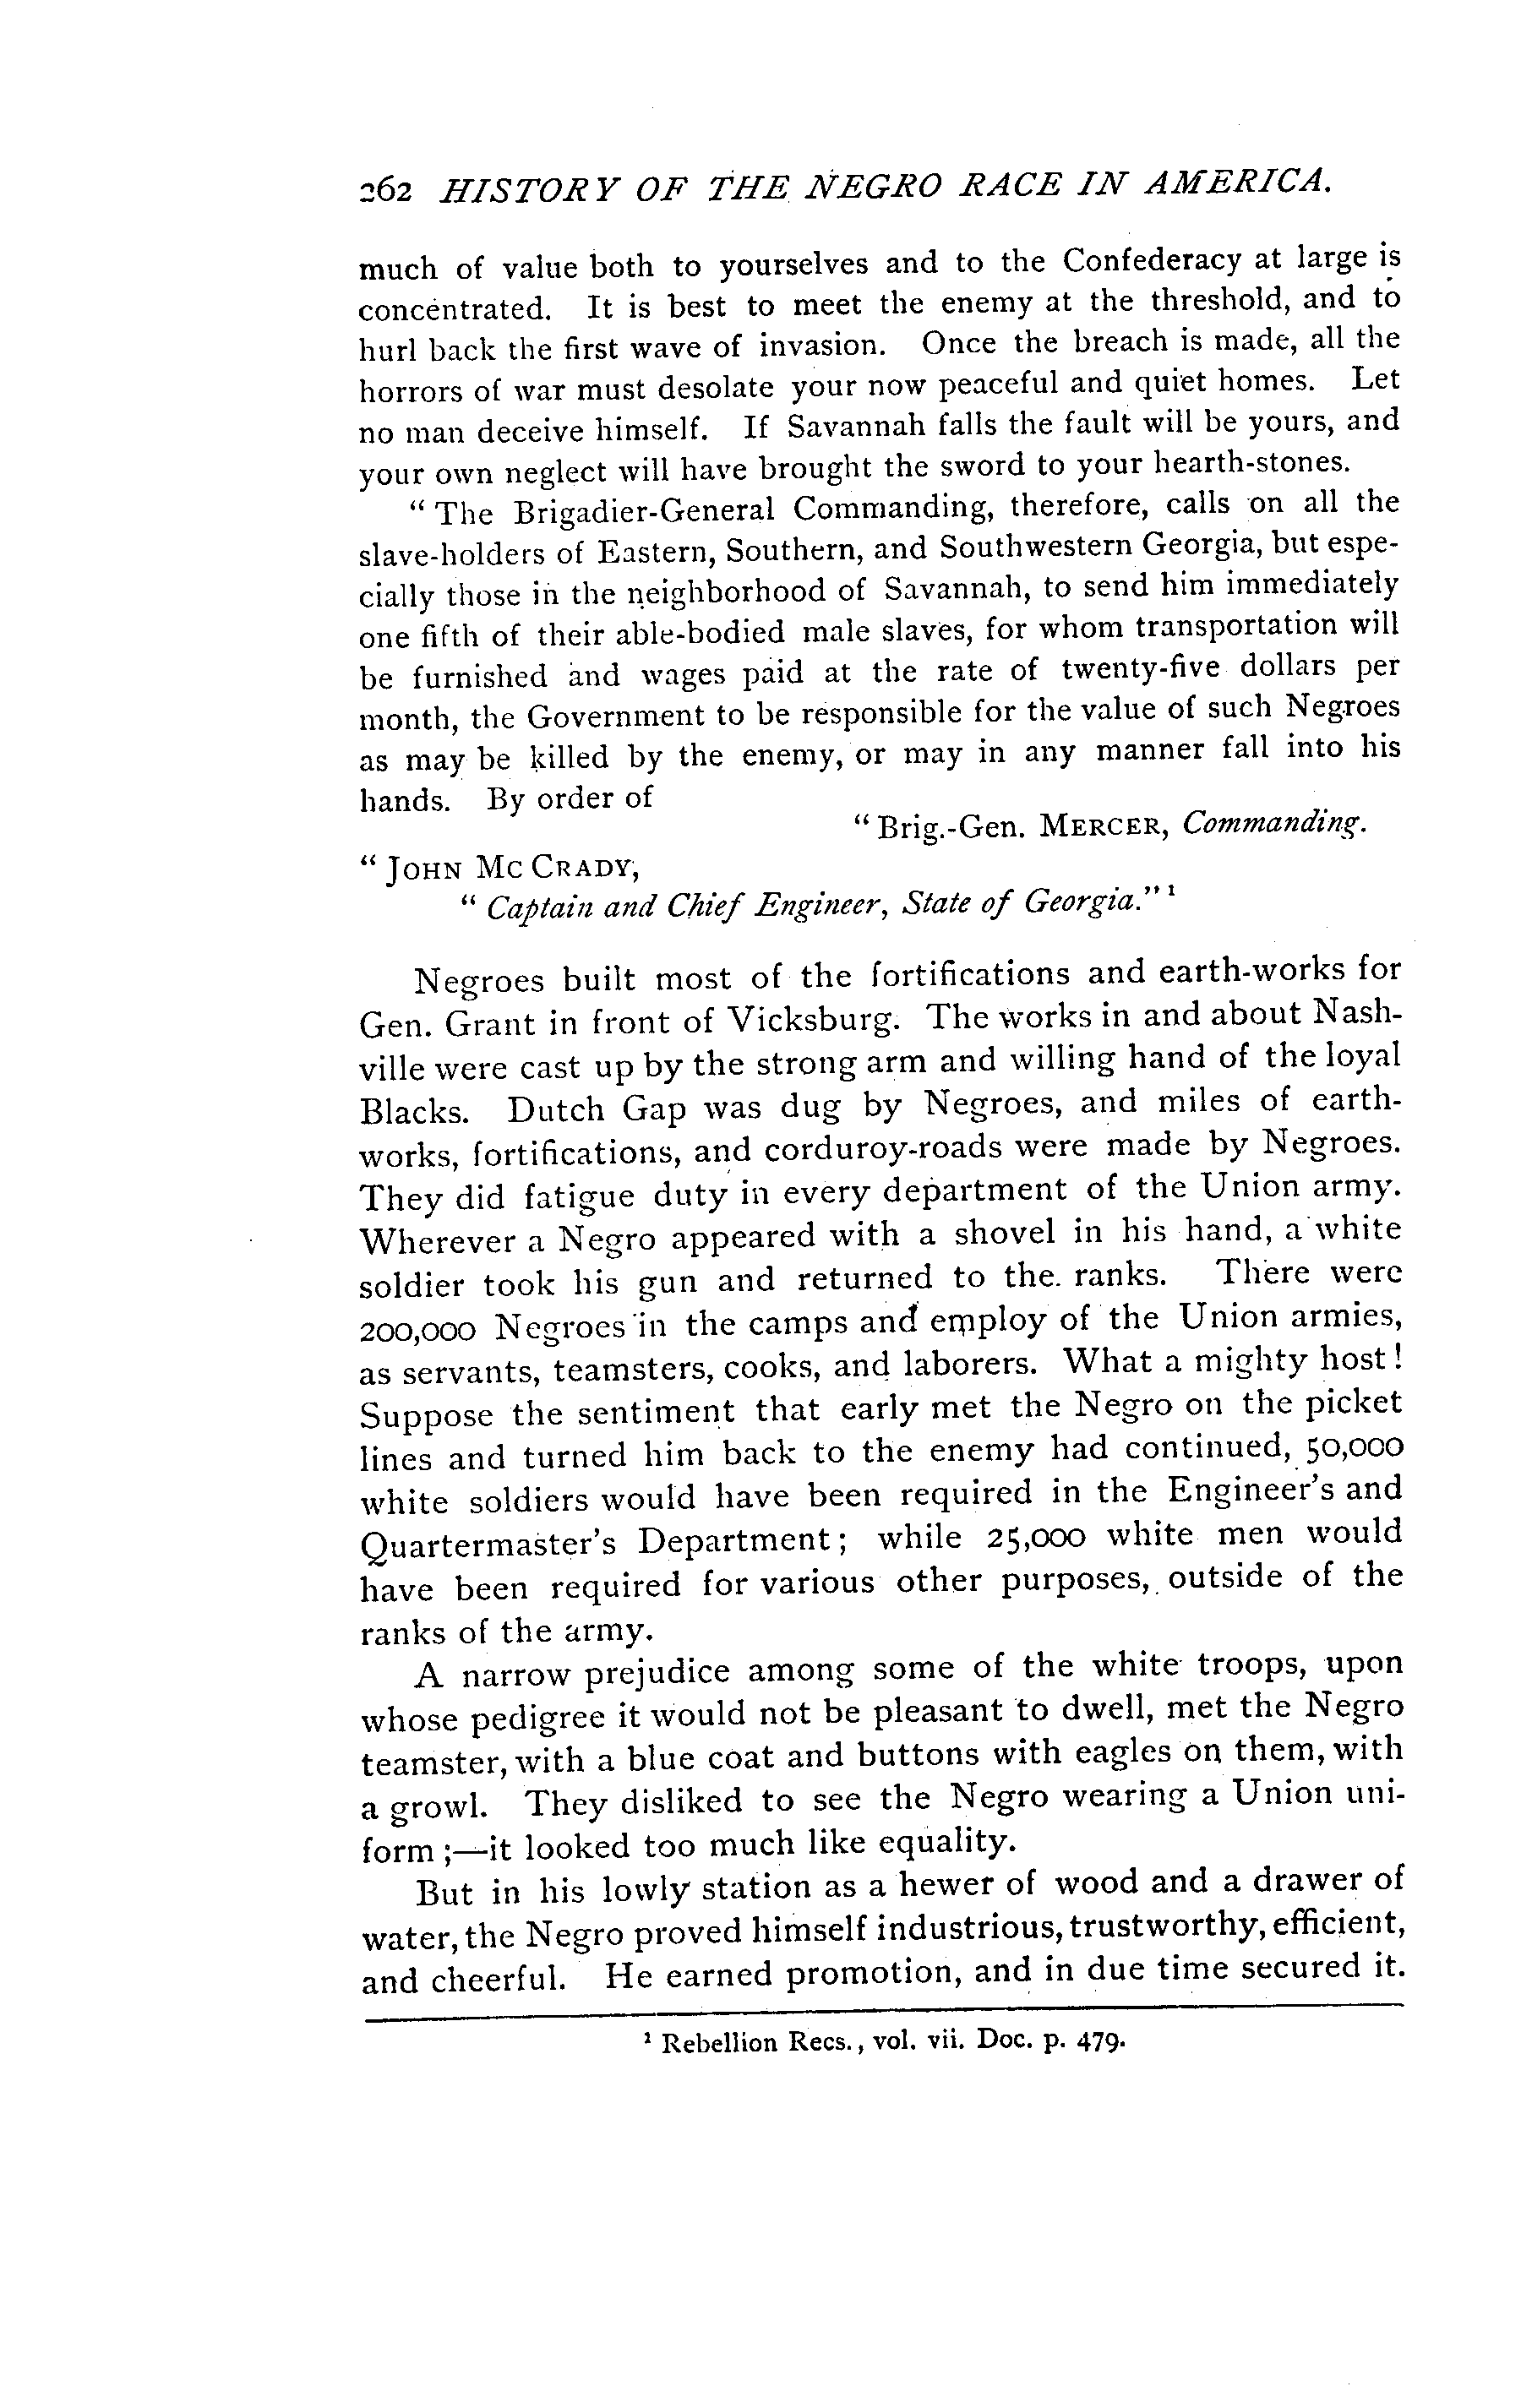 262 HISTORY OF THE NEGRO RACE IN AMERICA.
much of value both to yourselves and to the Confederacy at large is
concentrated. It is best to meet the enemy at the threshold, and to
hurl back the first wave of invasion. Once the breach is made, all the
horrors of war must desolate your now peaceful and quiet homes. Let
no man deceive himself. If Savannah falls the fault will be yours, and
your own neglect will have brought the sword to your hearth-stones.
"The Brigadier-General Commanding, therefore, calls on all the
slave-holders of Eastern, Southern, and Southwestern Georgia, but espe-
cially those in the neighborhood of Savannah, to send him immediately
one fifth of their able-bodied male slaves, for whom transportation will
be furnished and wages paid at the rate of twenty-five dollars per
month, the Government to be responsible for the value of such Negroes
as may be killed by the enemy, or may in any manner fall into his
hands. By order of
"Brig.-Gen. MERCER, Commanding.
"JOHN MC CRADY,
"Captain and Chief Engineer, State of Georgia." ¹
Negroes built most of the fortifications and earth-works for
Gen. Grant in front of Vicksburg. The works in and about Nash-
ville were cast up by the strong arm and willing hand of the loyal
Blacks. Dutch Gap was dug by Negroes, and miles of earth-
works, fortifications, and corduroy-roads were made by Negroes.
They did fatigue duty in every department of the Union army.
Wherever a Negro appeared with a shovel in his hand, a white
soldier took his gun and returned to the ranks. There were
200,000 Negroes in the camps and employ of the Union armies,
as servants, teamsters, cooks, and laborers. What a mighty host!
Suppose the sentiment that early met the Negro on the picket
lines and turned him back to the enemy had continued, 50,000
white soldiers would have been required in the Engineer's and
Quartermaster's Department; while 25,000 white men would
have been required for various other purposes, outside of the
ranks of the army.
A narrow prejudice among some of the white troops, upon
whose pedigree it would not be pleasant to dwell, met the Negro
teamster, with a blue coat and buttons with eagles on them, with
a growl. They disliked to see the Negro wearing a Union uni-
form;—it looked too much like equality.
But in his lowly station as a hewer of wood and a drawer of
water, the Negro proved himself industrious, trustworthy, efficient,
and cheerful. He earned promotion, and in due time secured it.
¹ Rebellion Recs., vol. vii. Doc. p. 479.